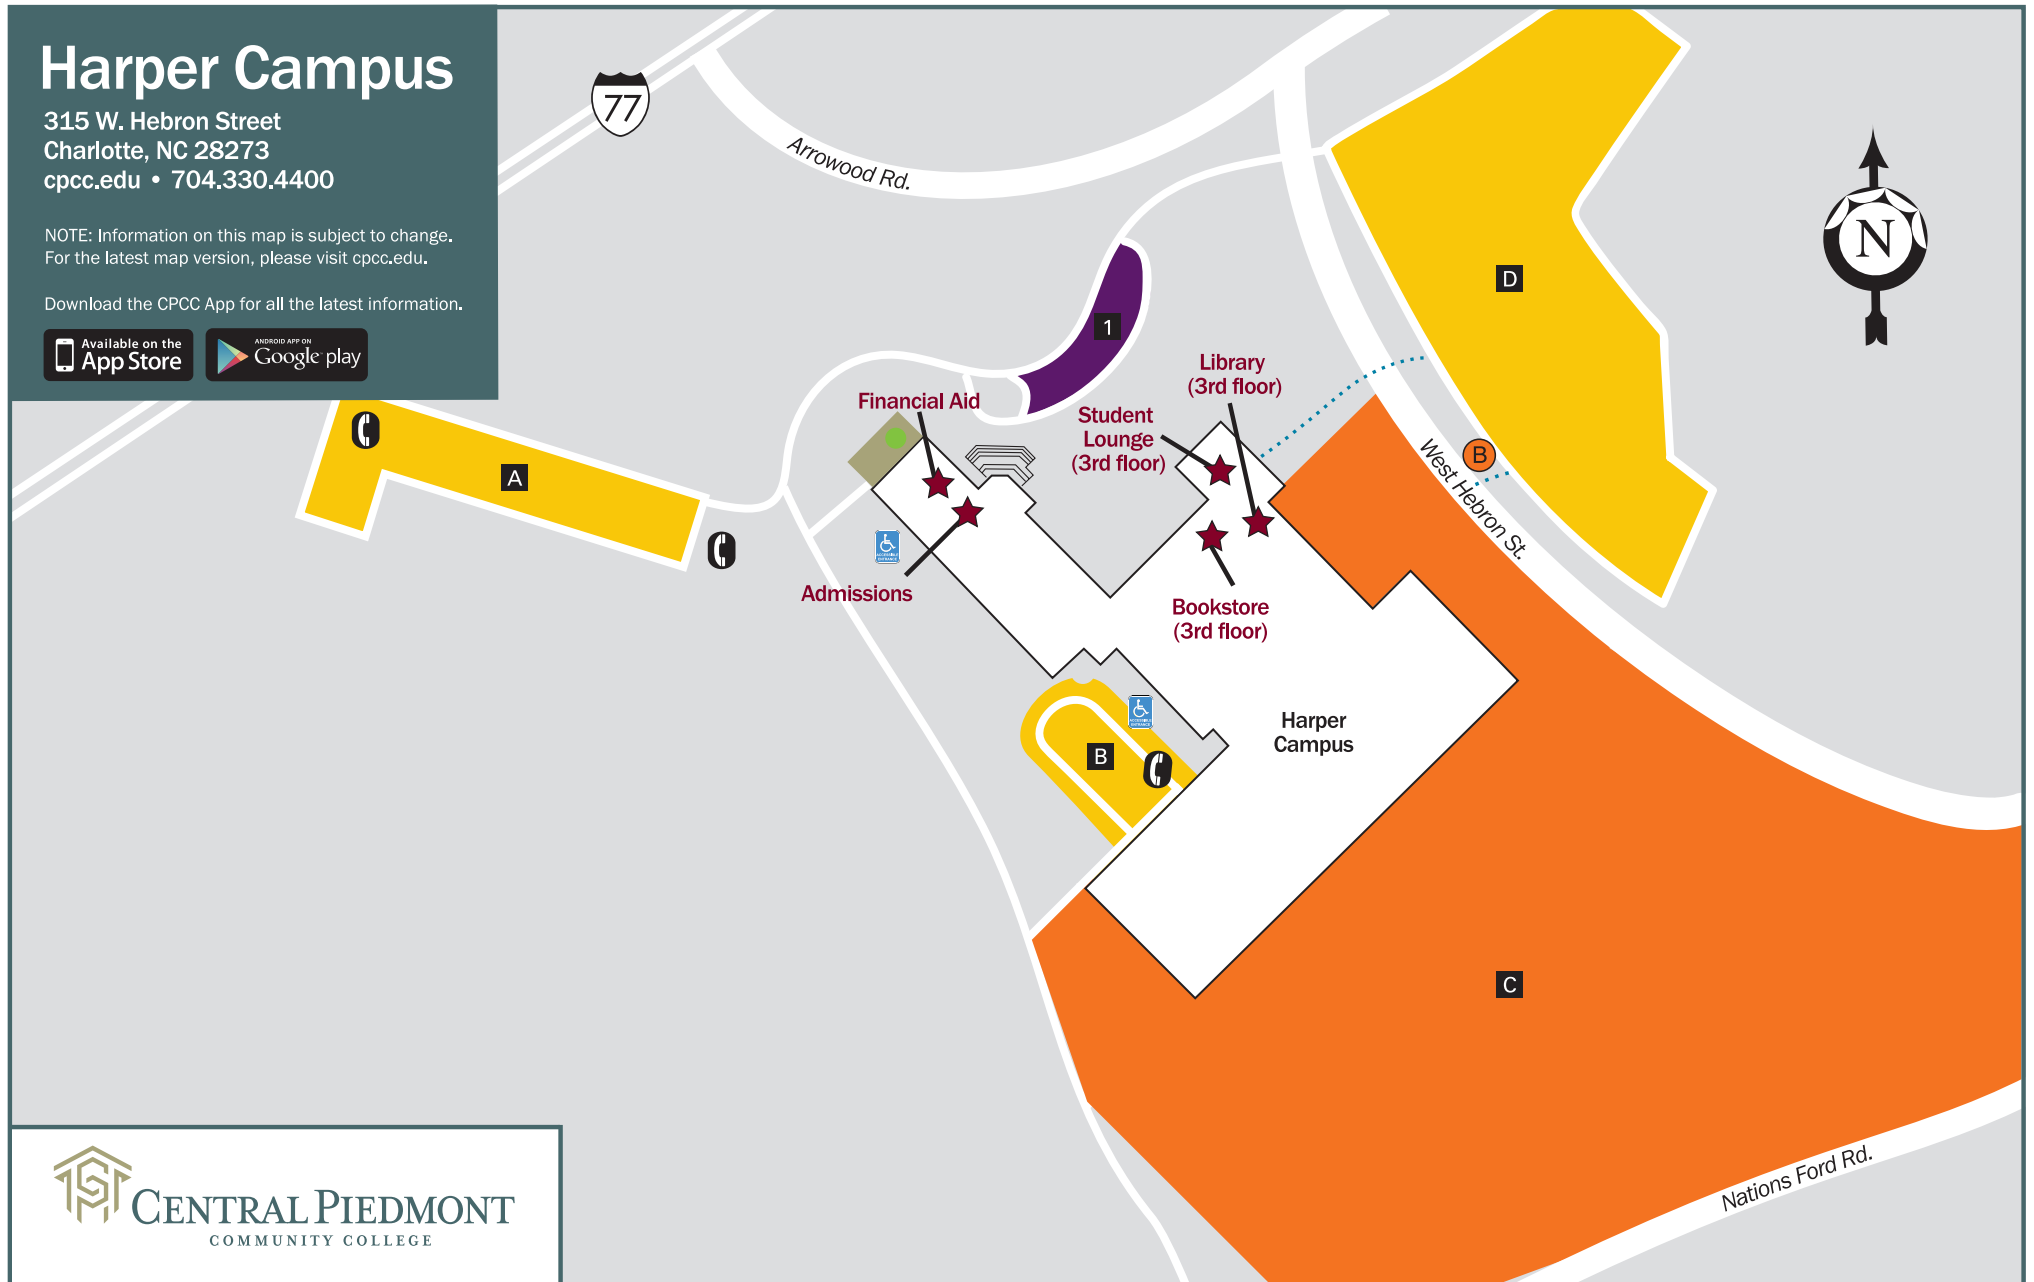 Harper Campus
315 W. Hebron Street
Charlotte, NC 28273
cpcc.edu • 704.330.4400
NOTE: Information on this map is subject to change.
For the latest map version, please visit cpcc.edu.
Download the CPCC App for all the latest information.
Available on the
App Store
ANDROID APP ON
Google play
77
Arrowood Rd.
N
D
1
Library
(3rd floor)
Financial Aid
Student
Lounge
(3rd floor)
West Hebron St.
B
A
ACCESSIBLE
ENTRANCE
Admissions
Bookstore
(3rd floor)
ACCESSIBLE
ENTRANCE
Harper
Campus
B
C
Nations Ford Rd.
CENTRAL PIEDMONT
COMMUNITY COLLEGE